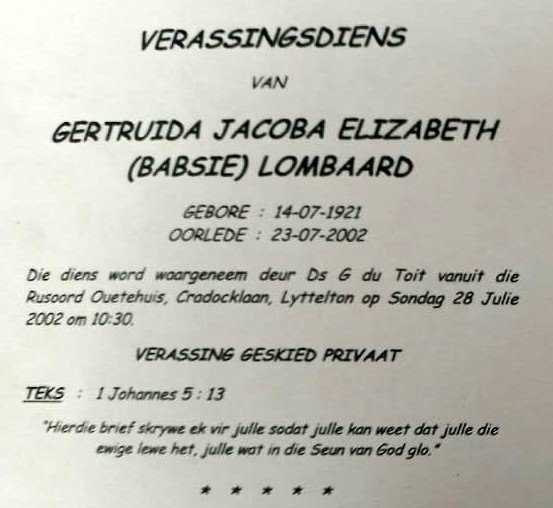 VERASSINGSDIENS
VAN
GERTRUIDA JACOBA ELIZABETH
(BABSIE) LOMBAARD
GEBORE : 14-07-1921
OORLEDE : 23-07-2002
Die diens word waargeneem deur Ds G du Toit vanuit die
Rusoord Ouetehuis, Cradocklaan, Lyttelton op Sondag 28 Julie
2002 om 10:30.
VERASSING GESKIED PRIVAAT
TEKS : 1 Johannes 5 : 13
"Hierdie brief skrywe ek vir julle sodat julle kan weet dat julle die
ewige lewe het, julle wat in die Seun van God glo."
* * * * *